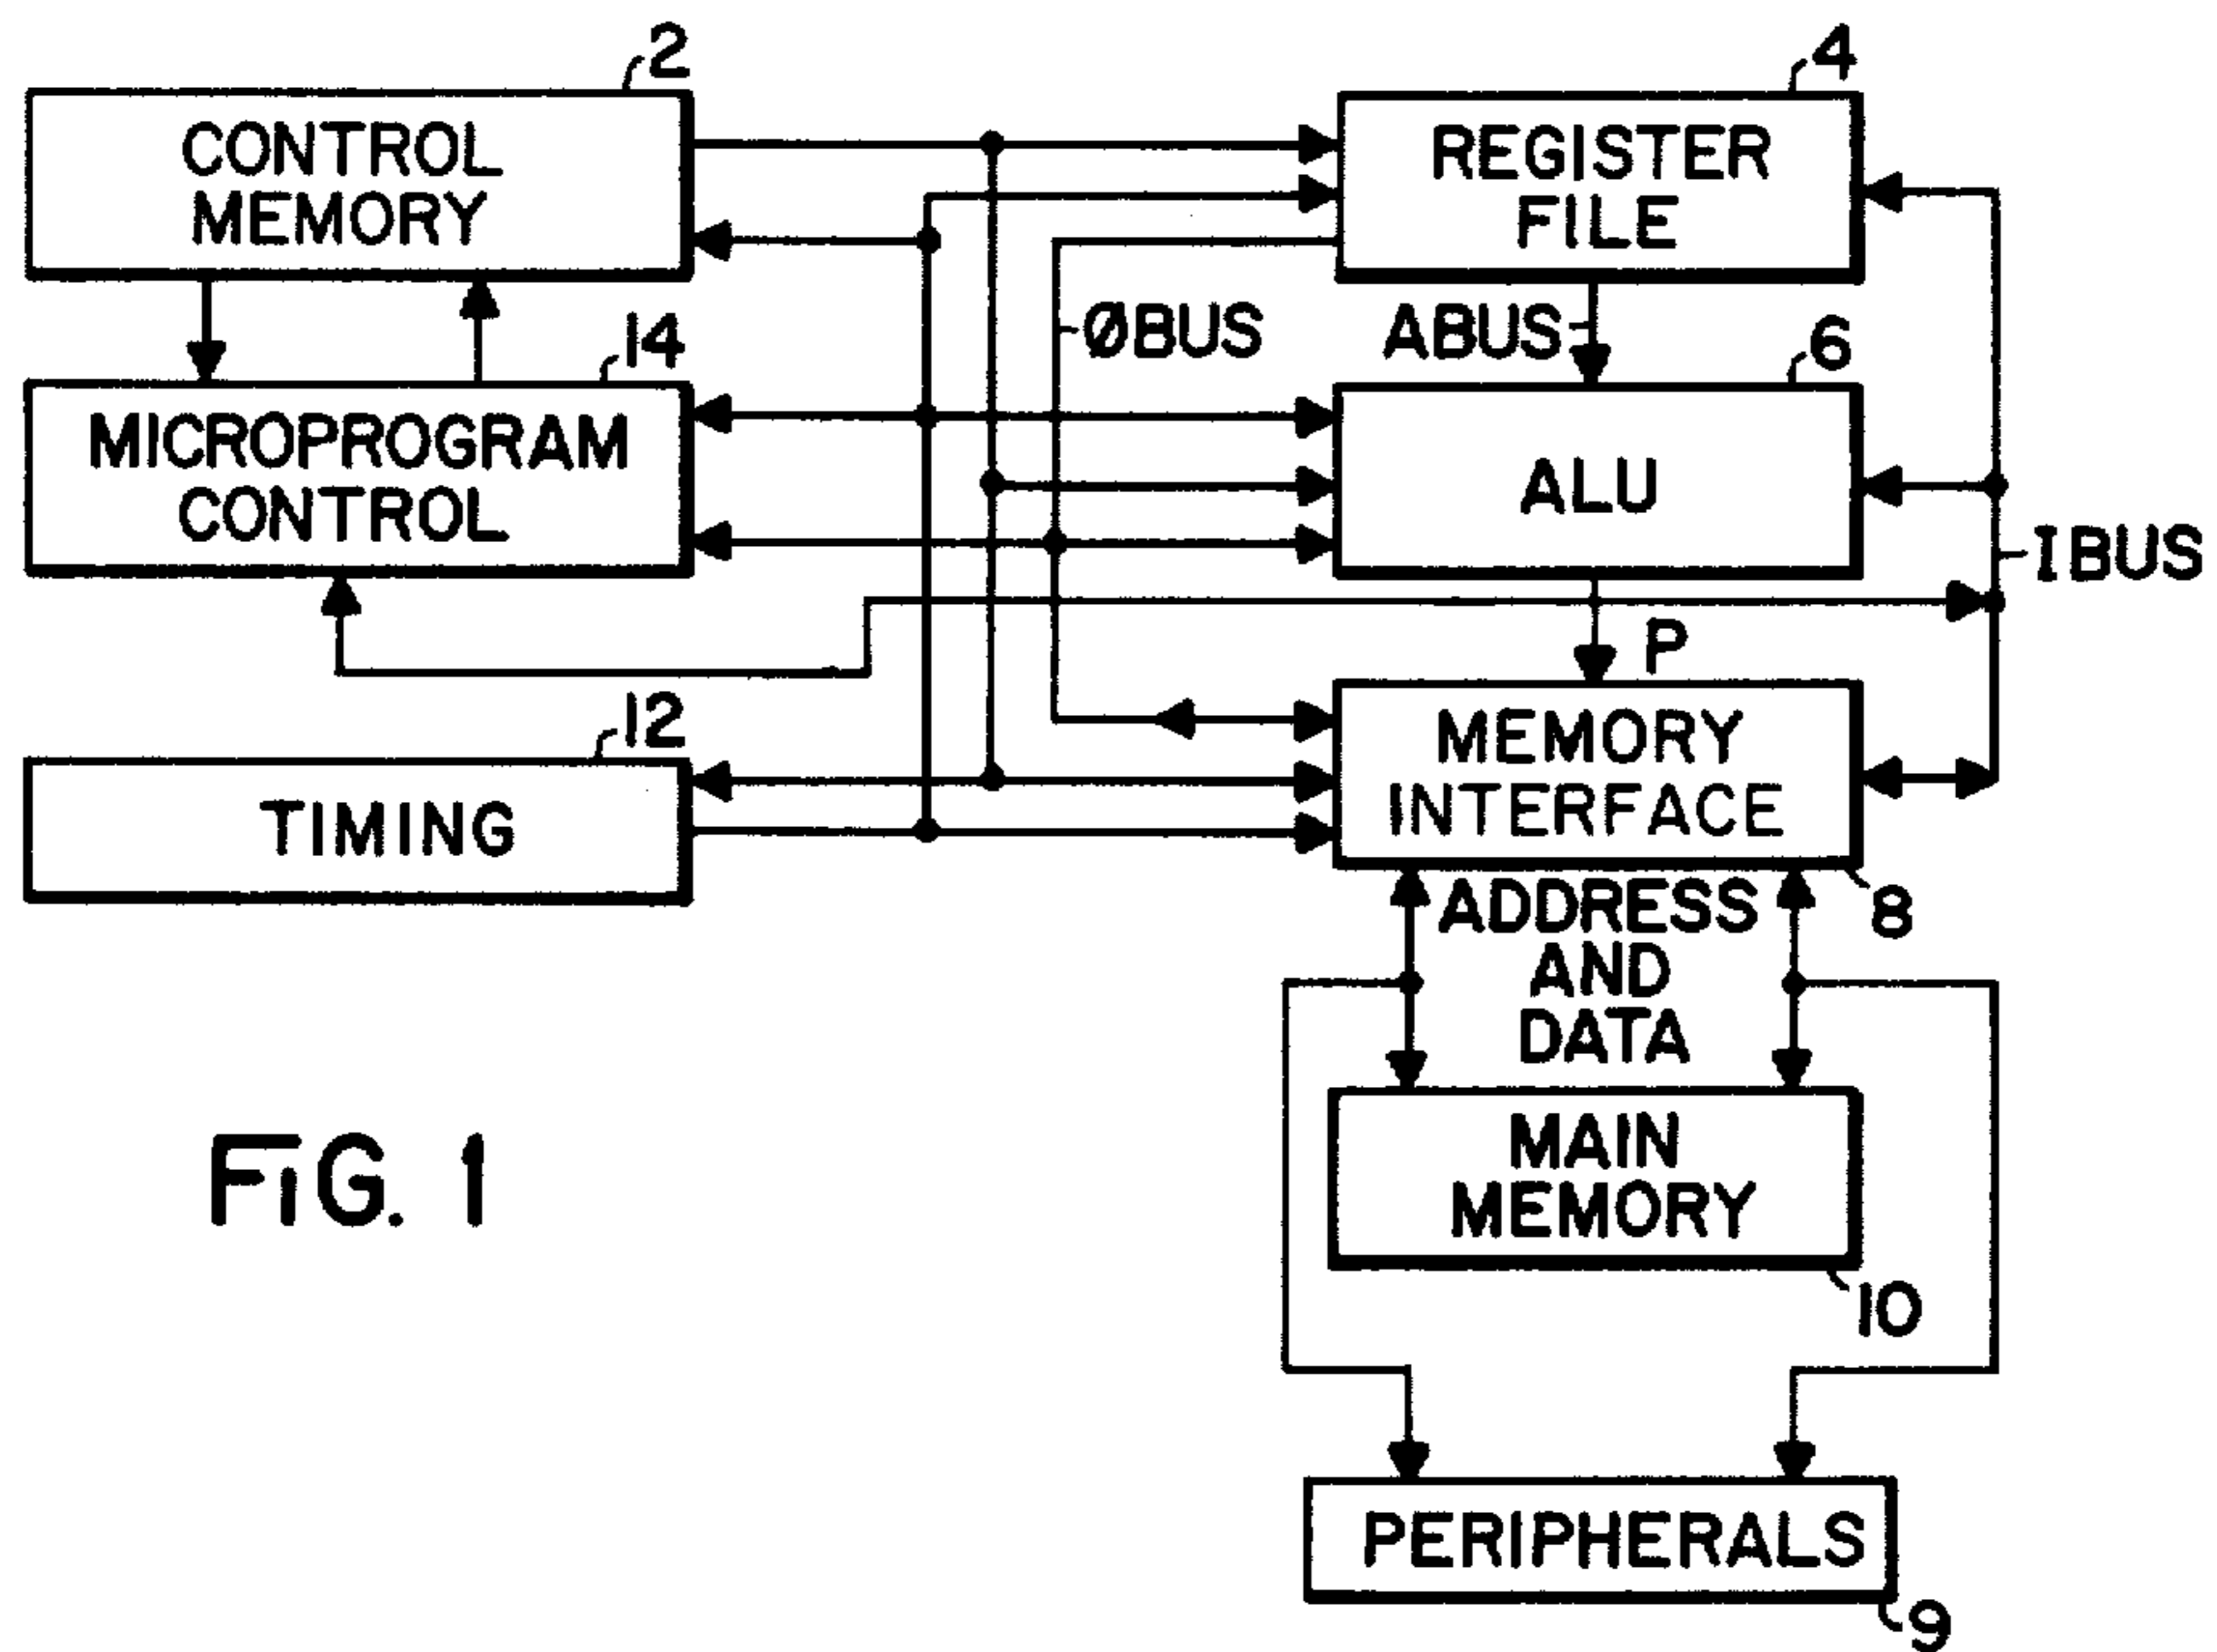 2
CONTROL
MEMORY
4
REGISTER
FILE
ØBUS
ABUS
14
MICROPROGRAM
CONTROL
6
ALU
IBUS
P
12
TIMING
MEMORY
INTERFACE
8
ADDRESS
AND
DATA
MAIN
MEMORY
10
FIG. 1
PERIPHERALS
9